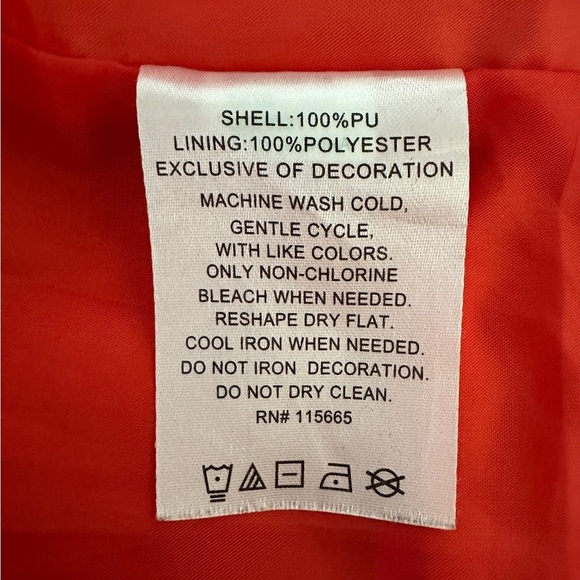 SHELL:100%PU
LINING:100%POLYESTER
EXCLUSIVE OF DECORATION
MACHINE WASH COLD,
GENTLE CYCLE,
WITH LIKE COLORS.
ONLY NON-CHLORINE
BLEACH WHEN NEEDED.
RESHAPE DRY FLAT.
COOL IRON WHEN NEEDED.
DO NOT IRON DECORATION.
DO NOT DRY CLEAN.
RN# 115665